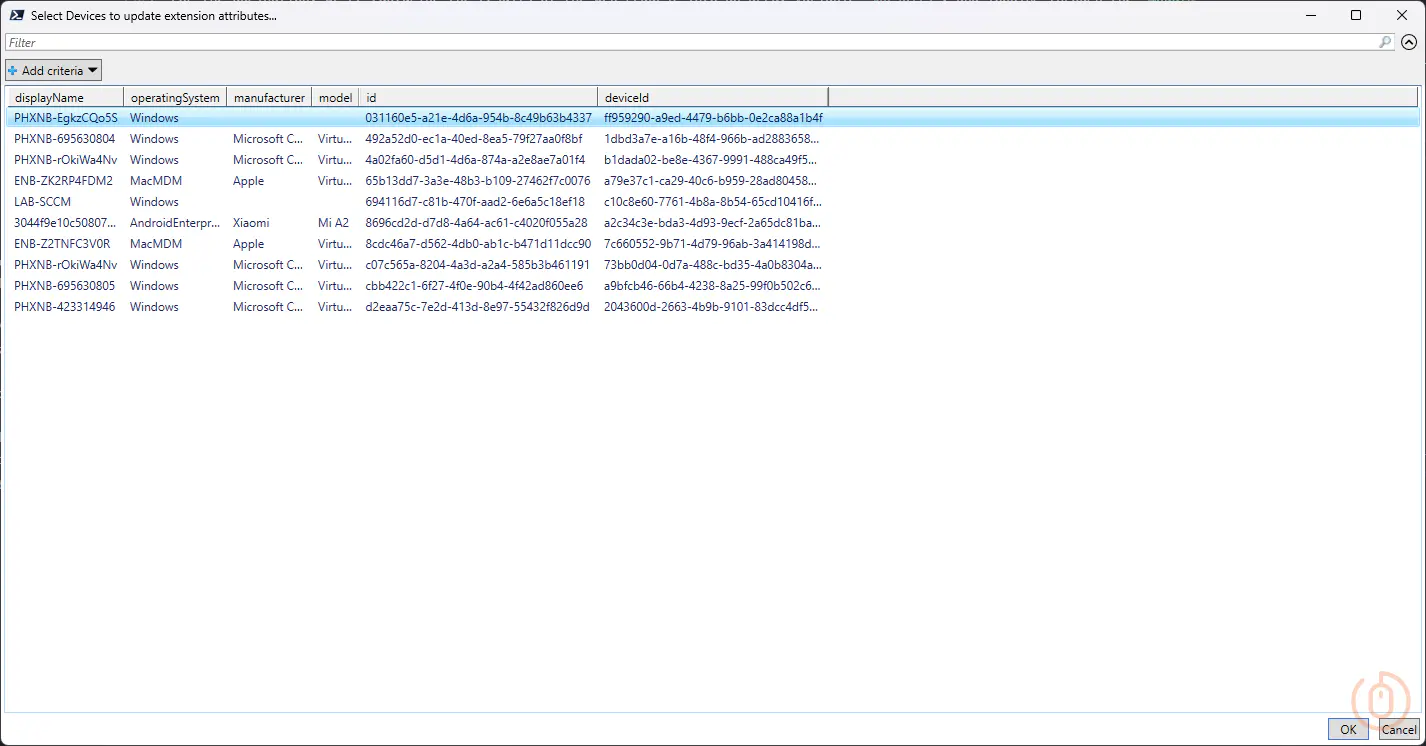 Select Devices to update extension attributes...
Filter
Add criteria
displayName operatingSystem manufacturer model id deviceId
PHXNB-EgkzCQo5S Windows 031160e5-a21e-4d6a-954b-8c49b63b4337 ff959290-a9ed-4479-b6bb-0e2ca88a1b4f
PHXNB-695630804 Windows Microsoft C... Virtu... 492a52d0-ec1a-40ed-8ea5-79f27aa0f8bf 1dbd3a7e-a16b-48f4-966b-ad2883658...
PHXNB-rOkiWa4Nv Windows Microsoft C... Virtu... 4a02fa60-d5d1-4d6a-874a-a2e8ae7a01f4 b1dada02-be8e-4367-9991-488ca49f5...
ENB-ZK2RP4FDM2 MacMDM Apple Virtu... 65b13dd7-3a3e-48b3-b109-27462f7c0076 a79e37c1-ca29-40c6-b959-28ad80458...
LAB-SCCM Windows 694116d7-c81b-470f-aad2-6e6a5c18ef18 c10c8e60-7761-4b8a-8b54-65cd10416f...
3044f9e10c50807... AndroidEnterpr... Xiaomi Mi A2 8696cd2d-d7d8-4a64-ac61-c4020f055a28 a2c34c3e-bda3-4d93-9ecf-2a65dc81ba...
ENB-Z2TNFC3V0R MacMDM Apple Virtu... 8cdc46a7-d562-4db0-ab1c-b471d11dcc90 7c660552-9b71-4d79-96ab-3a414198d...
PHXNB-rOkiWa4Nv Windows Microsoft C... Virtu... c07c565a-8204-4a3d-a2a4-585b3b461191 73bb0d04-0d7a-488c-bd35-4a0b8304a...
PHXNB-695630805 Windows Microsoft C... Virtu... cbb422c1-6f27-4f0e-90b4-4f42ad860ee6 a9bfcb46-66b4-4238-8a25-99f0b502c6...
PHXNB-423314946 Windows Microsoft C... Virtu... d2eaa75c-7e2d-413d-8e97-55432f826d9d 2043600d-2663-4b9b-9101-83dcc4df5...
OK Cancel